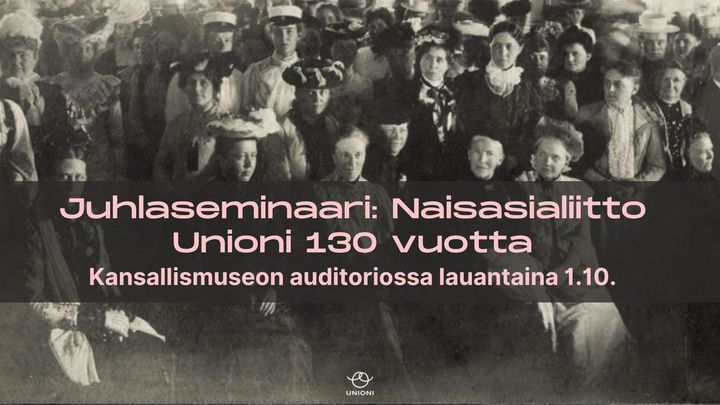 Juhlaseminaari: Naisasialiitto
Unioni 130 vuotta
Kansallismuseon auditoriossa lauantaina 1.10.
UNIONI